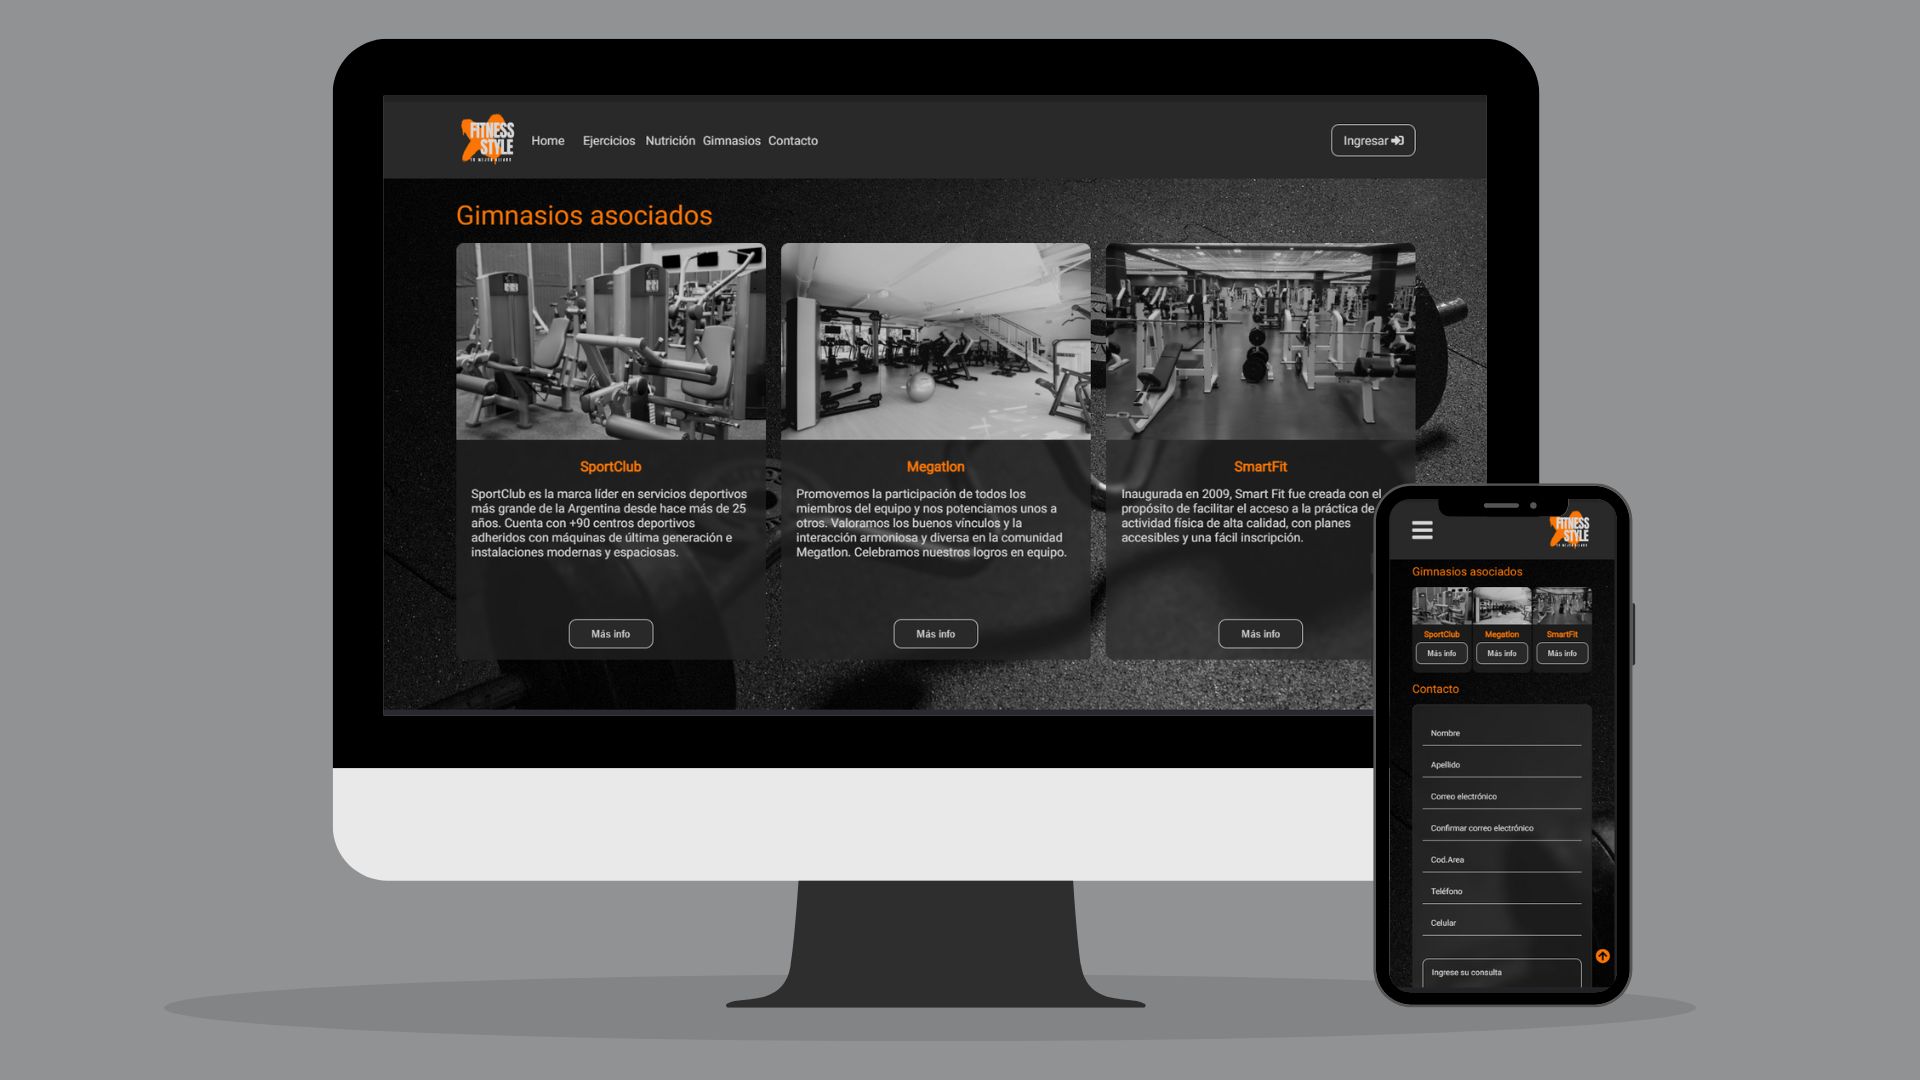 FITNESS
STYLE
Home Ejercicios Nutrición Gimnasios Contacto
Ingresar
Gimnasios asociados
SportClub
SportClub es la marca líder en servicios deportivos
más grande de la Argentina desde hace más de 25
años. Cuenta con +90 centros deportivos
adheridos con máquinas de última generación e
instalaciones modernas y espaciosas.
Más info
Megatlon
Promovemos la participación de todos los
miembros del equipo y nos potenciamos unos a
otros. Valoramos los buenos vínculos y la
interacción armoniosa y diversa en la comunidad
Megatlon. Celebramos nuestros logros en equipo.
Más info
SmartFit
Inaugurada en 2009, Smart Fit fue creada con el
propósito de facilitar el acceso a la práctica de
actividad física de alta calidad, con planes
accesibles y una fácil inscripción.
Más info
FITNESS
STYLE
Gimnasios asociados
SportClub Megatlon SmartFit
Más info Más info Más info
Contacto
Nombre
Apellido
Correo electrónico
Confirmar correo electrónico
Cod.Area
Teléfono
Celular
Ingrese su consulta